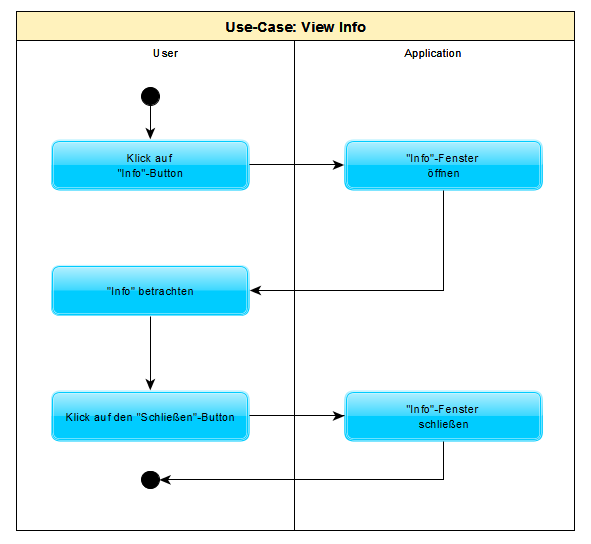 Use-Case: View Info
User
Application
Klick auf
"Info"-Button
"Info"-Fenster
öffnen
"Info" betrachten
Klick auf den "Schließen"-Button
"Info"-Fenster
schließen